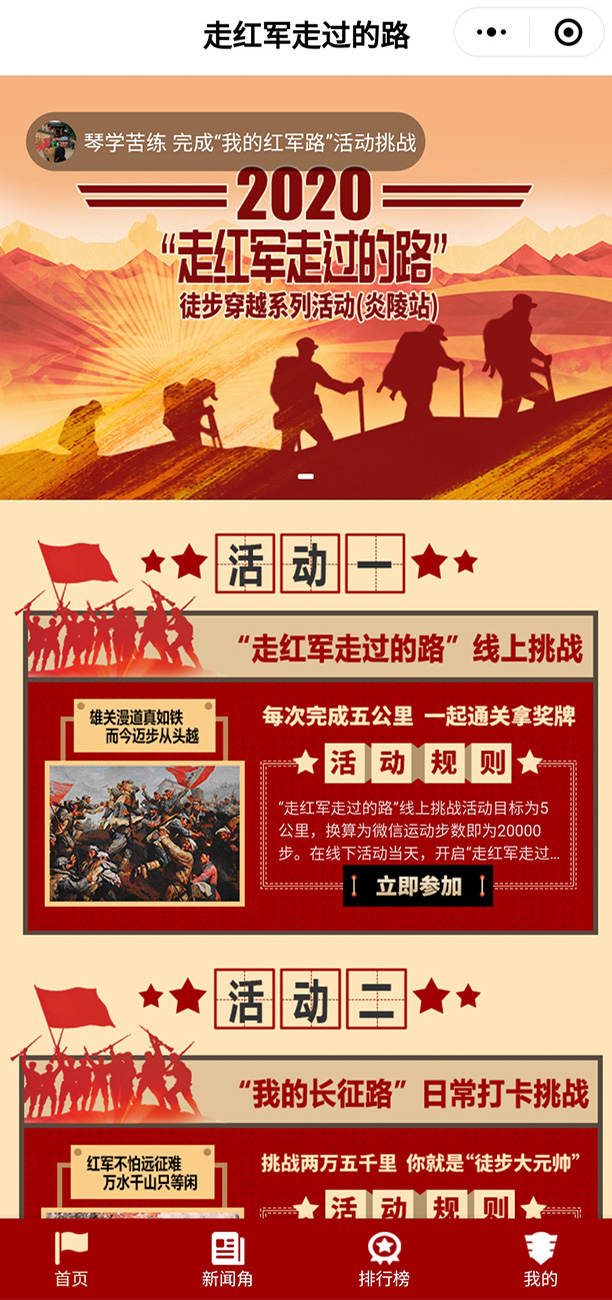 走红军走过的路
琴学苦练 完成“我的红军路”活动挑战
2020
“走红军走过的路”
徒步穿越系列活动(炎陵站)
活动一
“走红军走过的路”线上挑战
雄关漫道真如铁
而今迈步从头越
每次完成五公里 一起通关拿奖牌
活动规则
“走红军走过的路”线上挑战活动目标为5
公里，换算为微信运动步数即为20000
步。在线下活动当天，开启“走红军走过...
立即参加
活动二
“我的长征路”日常打卡挑战
红军不怕远征难
万水千山只等闲
挑战两万五千里 你就是“徒步大元帅”
活动规则
首页
新闻角
排行榜
我的